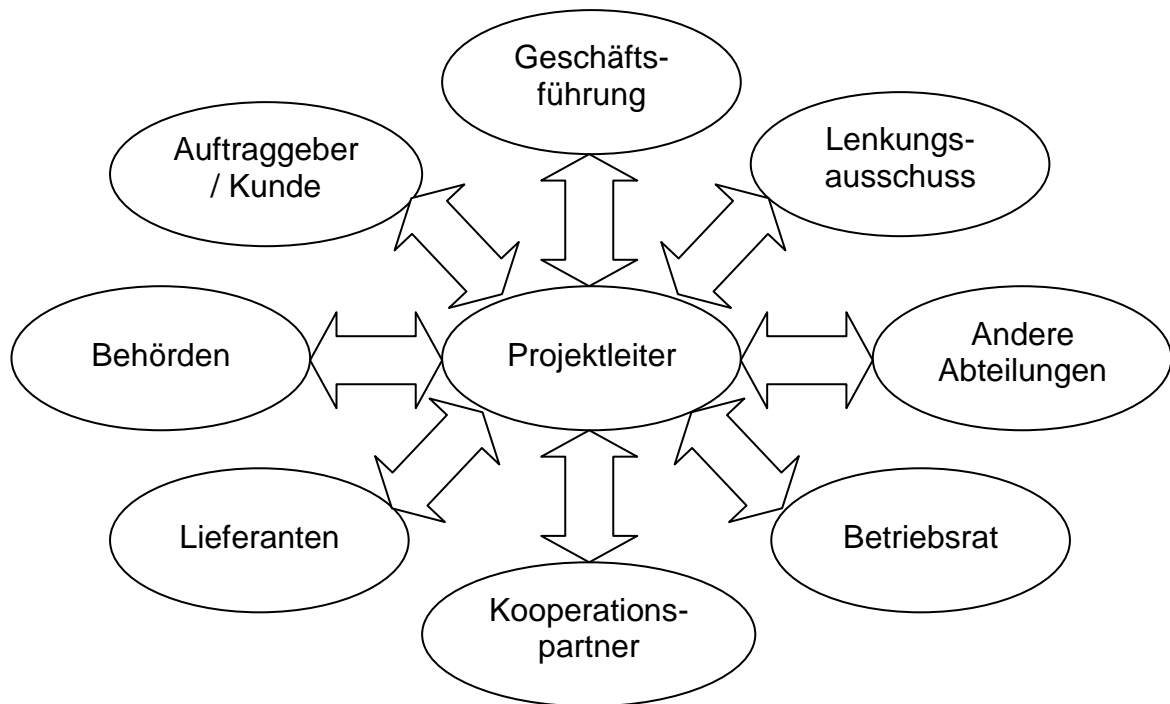 Geschäfts-
führung
Auftraggeber
/ Kunde
Lenkungs-
ausschuss
Behörden
Projektleiter
Andere
Abteilungen
Lieferanten
Betriebsrat
Kooperations-
partner